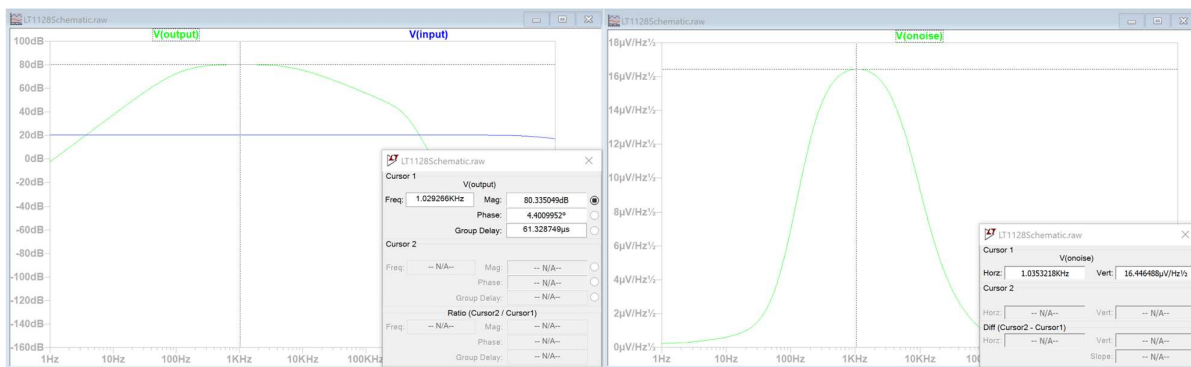 LT1128Schematic.raw
V(output)
V(input)
100dB
80dB
60dB
40dB
20dB
0dB
-20dB
-40dB
-60dB
-80dB
-100dB
-120dB
-140dB
-160dB
1Hz
10Hz
100Hz
1KHz
10KHz
100KHz
LT1128Schematic.raw
Cursor 1
V(output)
Freq: 1.029266KHz Mag: 80.335049dB
Phase: 4.4009952°
Group Delay: 61.328749µs
Cursor 2
Freq: -- N/A-- Mag: -- N/A--
Phase: -- N/A--
Group Delay: -- N/A--
Ratio (Cursor2 / Cursor1)
Freq: -- N/A-- Mag: -- N/A--
Phase: -- N/A--
Group Delay: -- N/A--
LT1128Schematic.raw
V(onoise)
18µV/Hz½
16µV/Hz½
14µV/Hz½
12µV/Hz½
10µV/Hz½
8µV/Hz½
6µV/Hz½
4µV/Hz½
2µV/Hz½
0µV/Hz½
1Hz
10Hz
100Hz
1KHz
10KHz
LT1128Schematic.raw
Cursor 1
V(onoise)
Horz: 1.0353218KHz Vert: 16.446488µV/Hz½
Cursor 2
Horz: -- N/A-- Vert: -- N/A--
Diff (Cursor2 - Cursor1)
Horz: -- N/A-- Vert: -- N/A--
Slope: -- N/A--